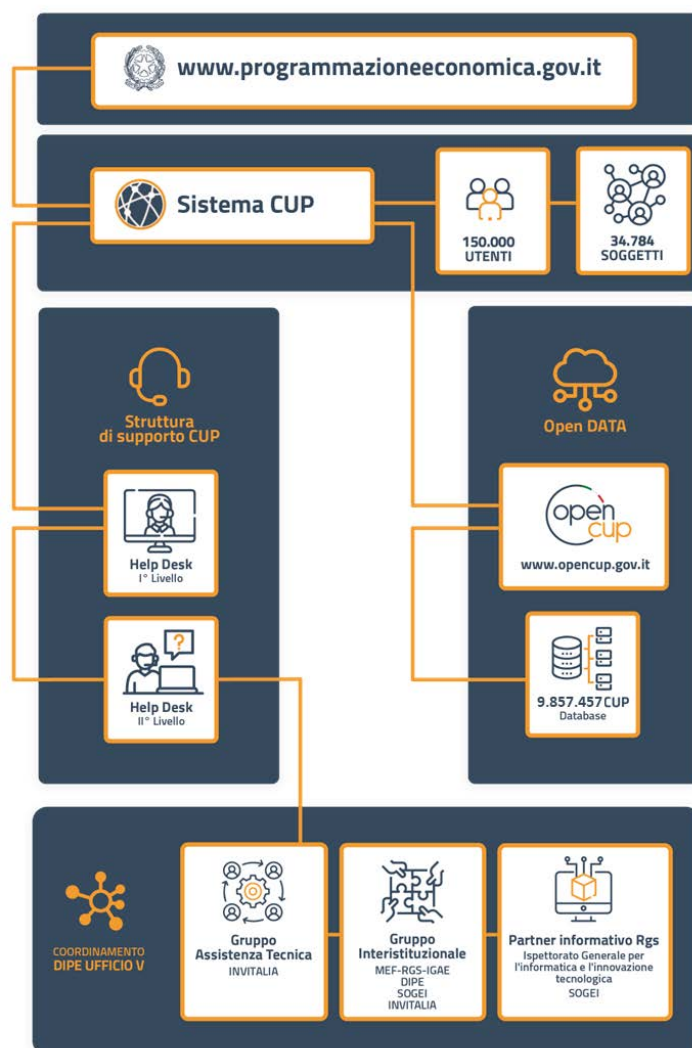 www.programmazioneeconomica.gov.it
Sistema CUP
150.000
UTENTI
34.784
SOGGETTI
Struttura
di supporto CUP
Help Desk
I° Livello
?
Help Desk
II° Livello
Open DATA
open
cup
www.opencup.gov.it
9.857.457 CUP
Database
COORDINAMENTO
DIPE UFFICIO V
Gruppo
Assistenza Tecnica
INVITALIA
Gruppo
Interistituzionale
MEF-RGS-IGAE
DIPE
SOGEI
INVITALIA
Partner informativo Rgs
Ispettorato Generale per
l'informatica e l'innovazione
tecnologica
SOGEI